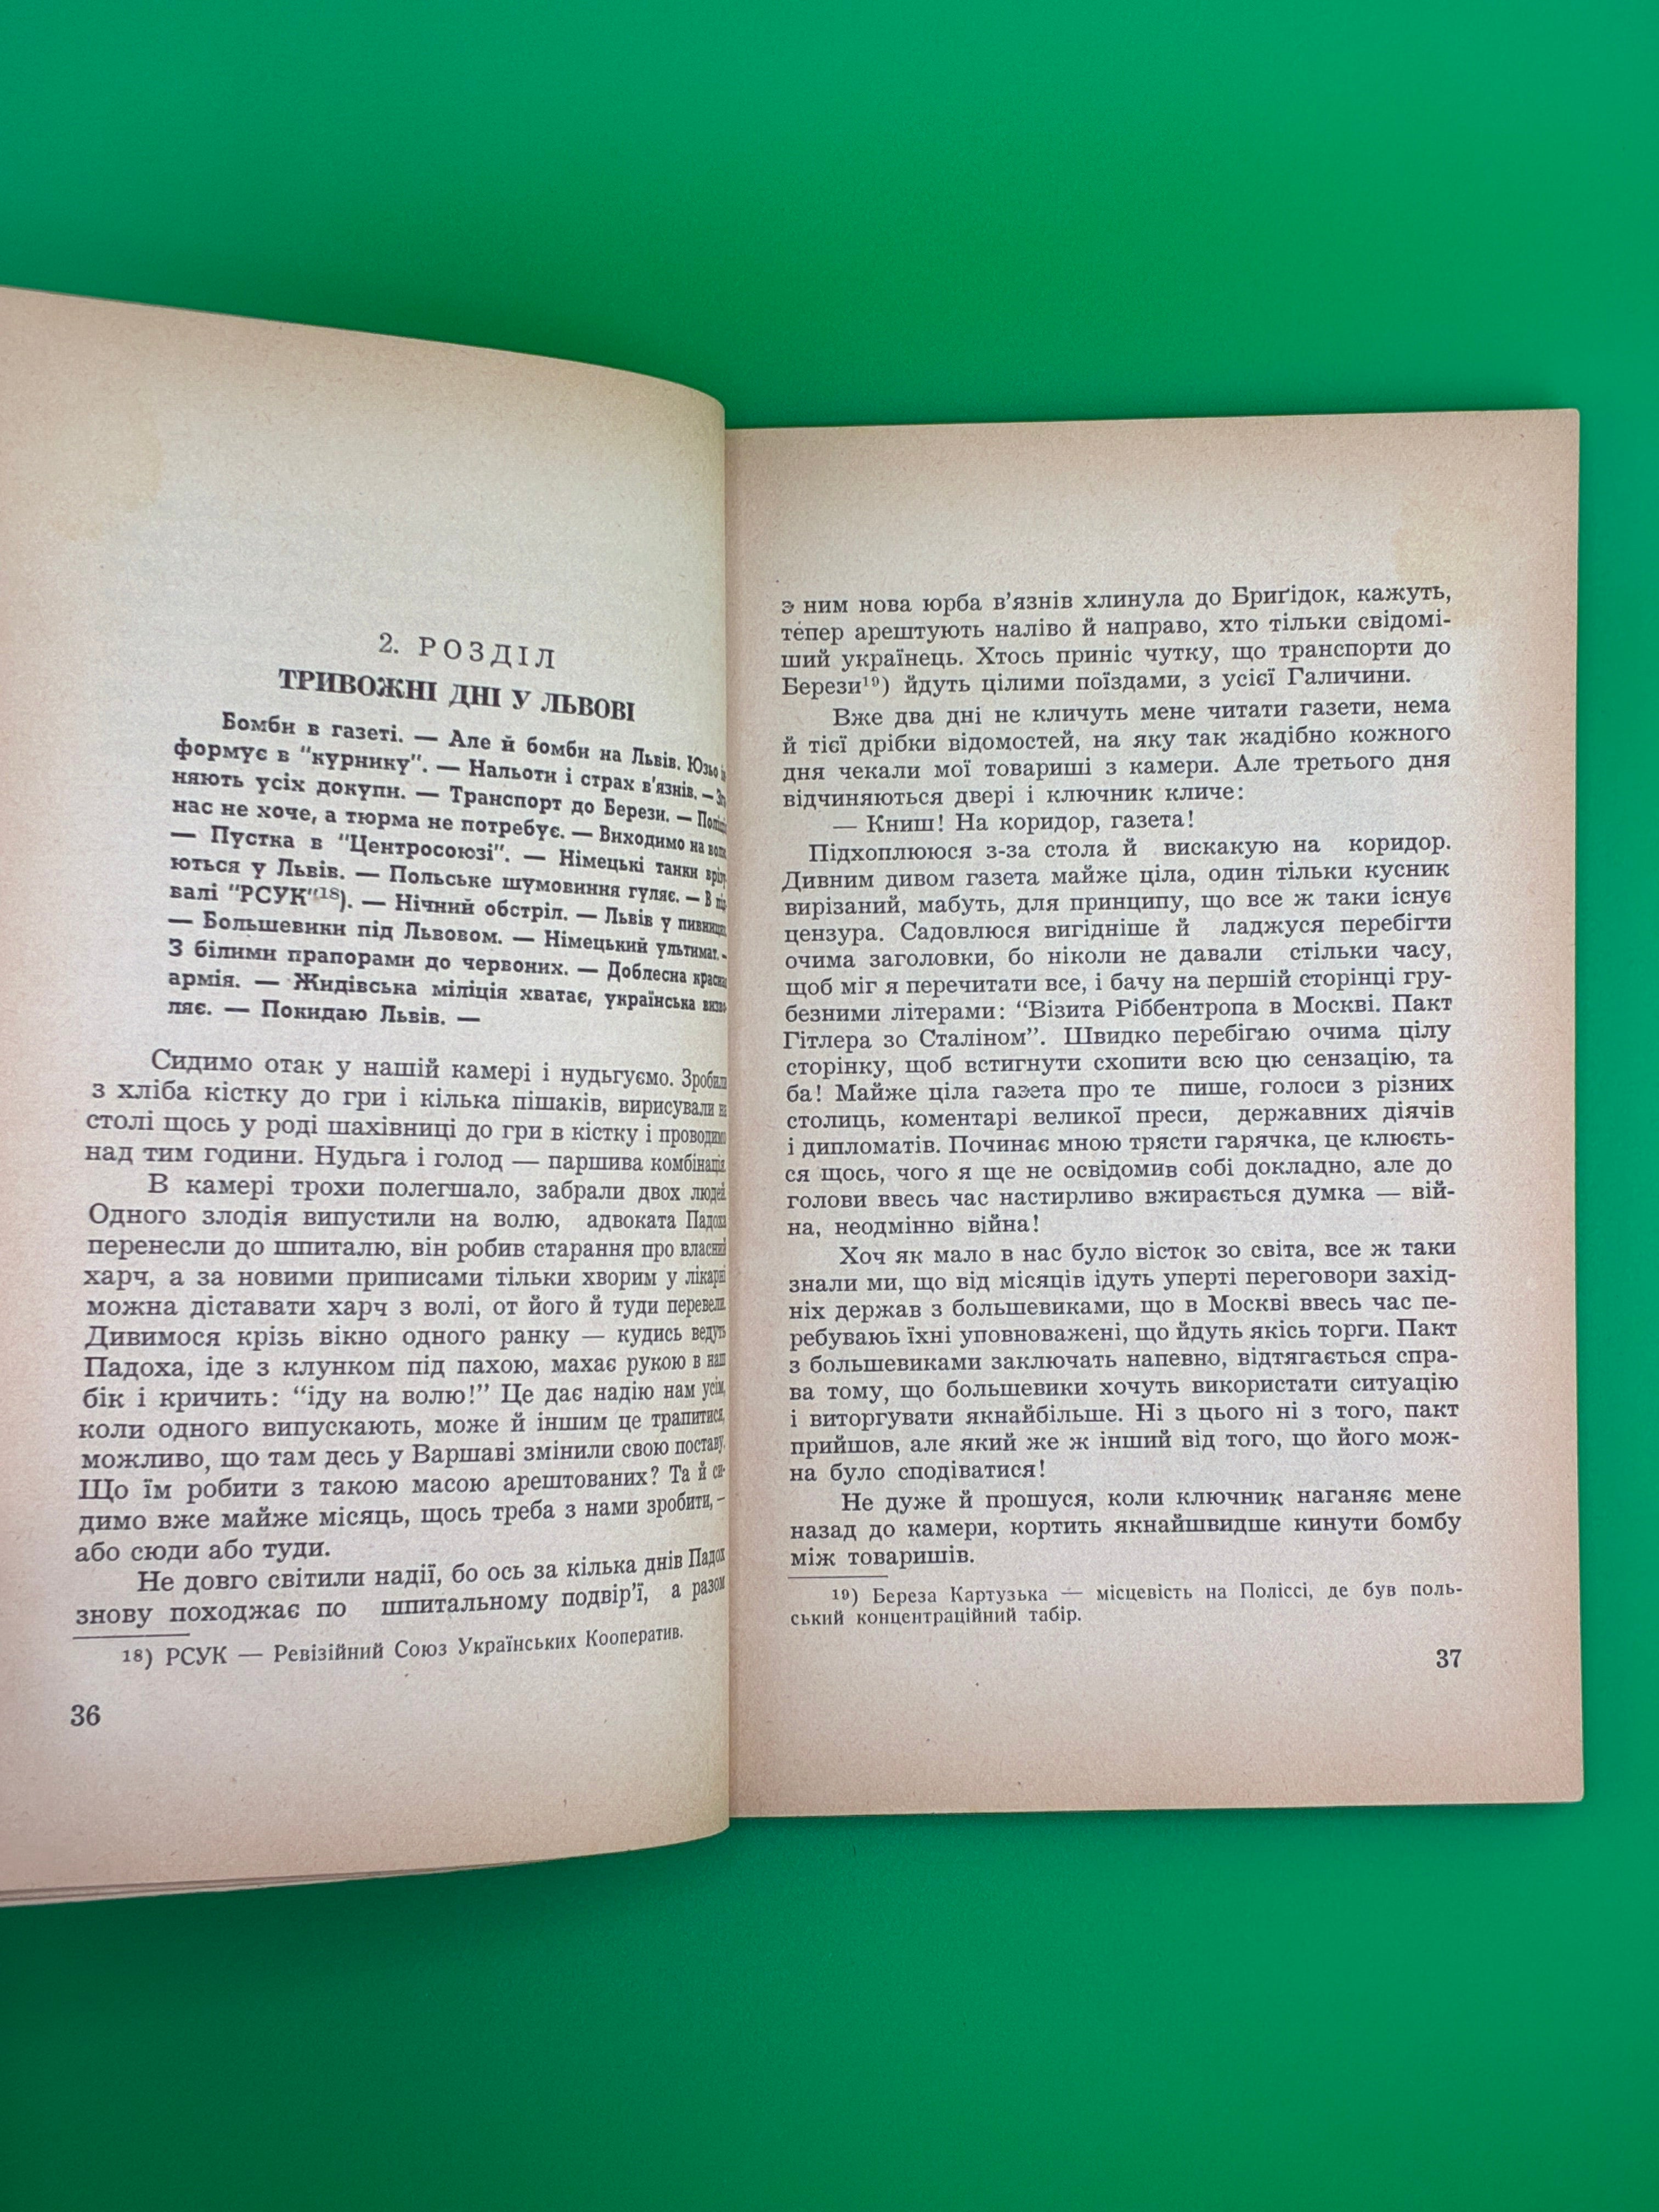 2. РОЗДІЛ
ТРИВОЖНІ ДНІ У ЛЬВОВІ
Бомби в газеті. — Але й бомби на Львів. Юзьо
формує в "курнику". — Нальоти і страх в'язнів. —
няють усіх докупи. — Транспорт до Берези. —
нас не хоче, а тюрма не потребує. — Виходимо на
— Пустка в "Центросоюзі". — Німецькі танки
ються у Львів. — Польське шумовиння гуляє. — В
валі "РСУК"18). — Нічний обстріл. — Львів у
— Большевики під Львовом. — Німецький ультимат. —
З білими прапорами до червоних. — Доблесна
армія. — Жидівська міліція хватає, українська
ляє. — Покидаю Львів. —
Сидимо отак у нашій камері і нудьгуємо. Зробили
з хліба кістку до гри і кілька пішаків, вирисували на
столі щось у роді шахівниці до гри в кістку і проводимо
над тим години. Нудьга і голод — паршива комбінація.
В камері трохи полегшало, забрали двох людей.
Одного злодія випустили на волю, адвоката Падоха
перенесли до шпиталю, він робив старання про власний
харч, а за новими приписами тільки хворим у лікарні
можна діставати харч з волі, от його й туди перевели.
Дивимося крізь вікно одного ранку — кудись ведуть
Падоха, іде з клунком під пахою, махає рукою в наш
бік і кричить: "іду на волю!" Це дає надію нам усім,
коли одного випускають, може й іншим це трапитися,
можливо, що там десь у Варшаві змінили свою поставу.
Що їм робити з такою масою арештованих? Та й си-
димо вже майже місяць, щось треба з нами зробити, —
або сюди або туди.
Не довго світили надії, бо ось за кілька днів Падох
знову походжає по шпитальному подвір'ї, а разом
18) РСУК — Ревізійний Союз Українських Кооператив.
36
з ним нова юрба в'язнів хлинула до Бриґідок, кажуть,
тепер арештують наліво й направо, хто тільки свідомі-
ший українець. Хтось приніс чутку, що транспорти до
Берези19) йдуть цілими поїздами, з усієї Галичини.
Вже два дні не кличуть мене читати газети, нема
й тієї дрібки відомостей, на яку так жадібно кожного
дня чекали мої товариші з камери. Але третього дня
відчиняються двері і ключник кличе:
— Книш! На коридор, газета!
Підхоплююся з-за стола й вискакую на коридор.
Дивним дивом газета майже ціла, один тільки кусник
вирізаний, мабуть, для принципу, що все ж таки існує
цензура. Садовлюся вигідніше й ладжуся перебігти
очима заголовки, бо ніколи не давали стільки часу,
щоб міг я перечитати все, і бачу на першій сторінці гру-
безними літерами: "Візита Ріббентропа в Москві. Пакт
Гітлера зо Сталіном". Швидко перебігаю очима цілу
сторінку, щоб встигнути схопити всю цю сензацію, та
ба! Майже ціла газета про те пише, голоси з різних
столиць, коментарі великої преси, державних діячів
і дипломатів. Починає мною трясти гарячка, це клюєть-
ся щось, чого я ще не освідомив собі докладно, але до
голови ввесь час настирливо вжирається думка — вій-
на, неодмінно війна!
Хоч як мало в нас було вісток зо світа, все ж таки
знали ми, що від місяців ідуть уперті переговори захід-
ніх держав з большевиками, що в Москві ввесь час пе-
ребуваюь їхні уповноважені, що йдуть якісь торги. Пакт
з большевиками заключать напевно, відтягається спра-
ва тому, що большевики хочуть використати ситуацію
і виторгувати якнайбільше. Ні з цього ні з того, пакт
прийшов, але який же ж інший від того, що його мож-
на було сподіватися!
Не дуже й прошуся, коли ключник наганяє мене
назад до камери, кортить якнайшвидше кинути бомбу
між товаришів.
19) Береза Картузька — місцевість на Поліссі, де був поль-
ський концентраційний табір.
37